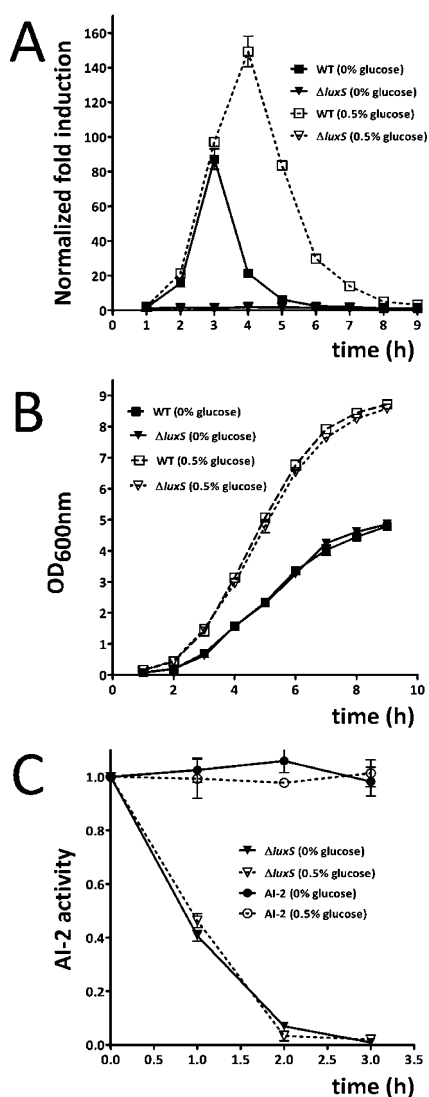 A
Normalized fold induction
160
140
120
100
80
60
40
20
0
WT (0% glucose)
ΔluxS (0% glucose)
WT (0.5% glucose)
ΔluxS (0.5% glucose)
0 1 2 3 4 5 6 7 8 9
time (h)
B
OD600nm
9
8
7
6
5
4
3
2
1
0
WT (0% glucose)
ΔluxS (0% glucose)
WT (0.5% glucose)
ΔluxS (0.5% glucose)
0 2 4 6 8 10
time (h)
C
AI-2 activity
1.0
0.8
0.6
0.4
0.2
0.0
ΔluxS (0% glucose)
ΔluxS (0.5% glucose)
AI-2 (0% glucose)
AI-2 (0.5% glucose)
0.0 0.5 1.0 1.5 2.0 2.5 3.0 3.5
time (h)